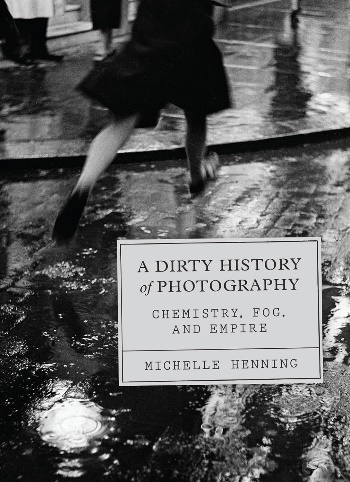 A DIRTY HISTORY
of PHOTOGRAPHY
CHEMISTRY, FOG,
AND EMPIRE
MICHELLE HENNING